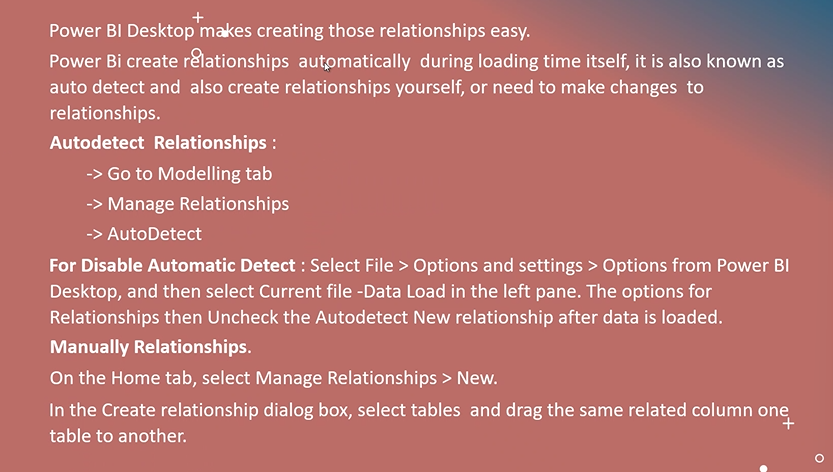 Power BI Desktop makes creating those relationships easy.
Power Bi create relationships automatically during loading time itself, it is also known as
auto detect and also create relationships yourself, or need to make changes to
relationships.
Autodetect Relationships :
-> Go to Modelling tab
-> Manage Relationships
-> AutoDetect
For Disable Automatic Detect : Select File > Options and settings > Options from Power BI
Desktop, and then select Current file -Data Load in the left pane. The options for
Relationships then Uncheck the Autodetect New relationship after data is loaded.
Manually Relationships.
On the Home tab, select Manage Relationships > New.
In the Create relationship dialog box, select tables and drag the same related column one
table to another.